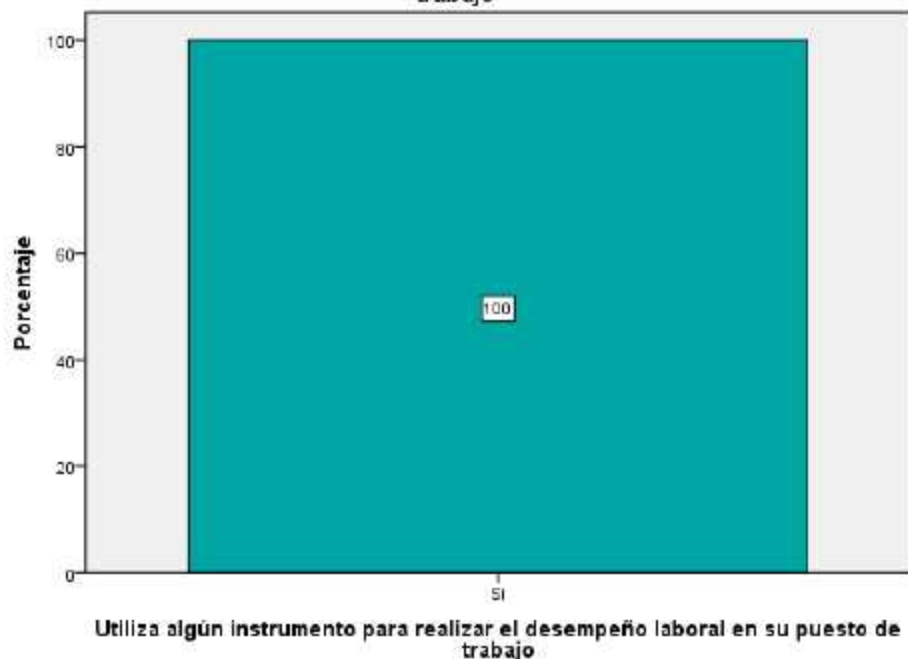 100
80
60
40
20
0
Porcentaje
100
Si
Utiliza algún instrumento para realizar el desempeño laboral en su puesto de
trabajo